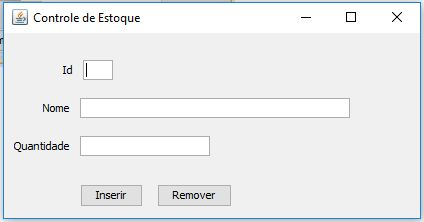 Controle de Estoque
Id
Nome
Quantidade
Inserir Remover